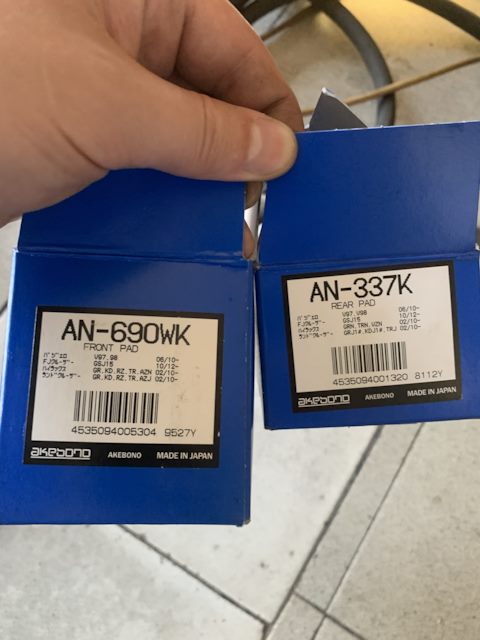 AN-690WK
FRONT PAD
パジェロ V97.98 06/10-
FJクルーザー GSJ15 10/12-
ハイラックス GR.KD.RZ.TR.AZN 02/10-
ランドクルーザー GR.KD.RZ.TR.AZJ 02/10-
4535094005304 9527Y
akebono AKEBONO MADE IN JAPAN
AN-337K
REAR PAD
パジェロ V97.V98 06/10-
FJクルーザー GSJ15 10/12-
ハイラックス GRN.TRN.VZN 02/10-
ランドクルーザー GRJ1#.KDJ1#.TRJ 02/10-
4535094001320 8112Y
akebono AKEBONO MADE IN JAPAN